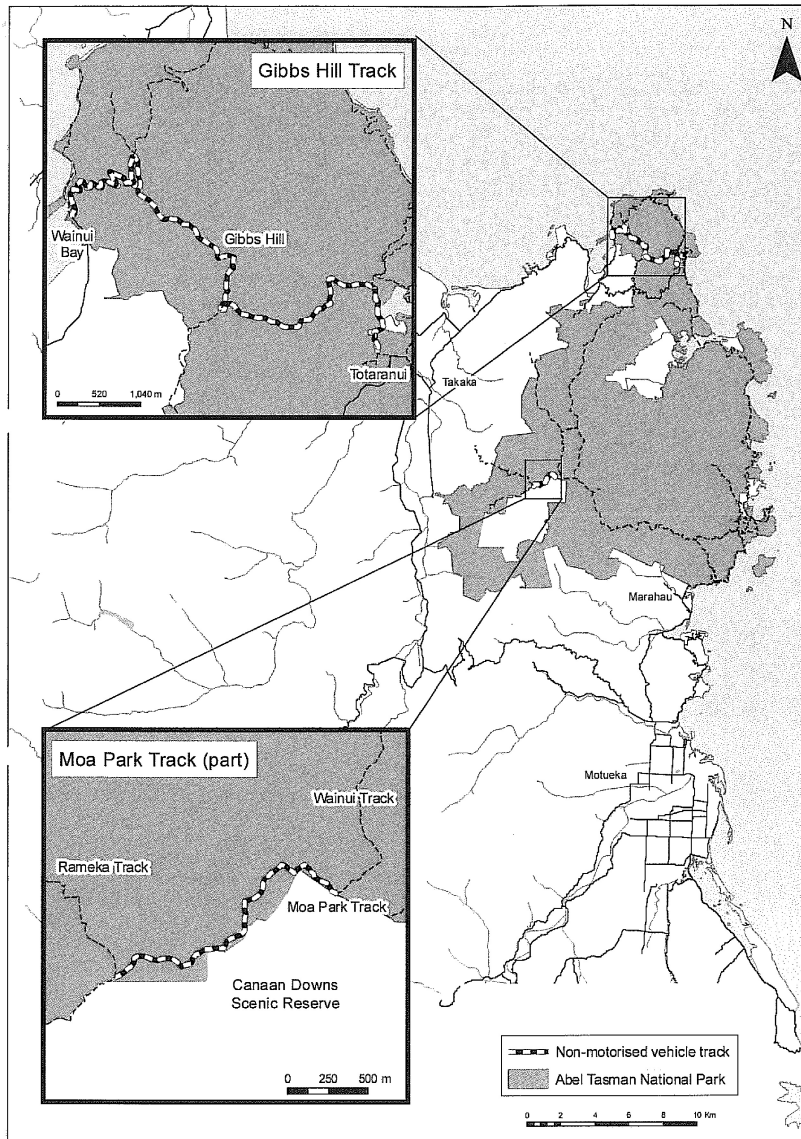 N
Gibbs Hill Track
Wainui
Bay
Gibbs Hill
Totaranui
0 520 1,040 m
Takaka
Marahau
Motueka
Moa Park Track (part)
Wainui Track
Rameka Track
Moa Park Track
Canaan Downs
Scenic Reserve
0 250 500 m
Non-motorised vehicle track
Abel Tasman National Park
0 2 4 6 8 10 Km